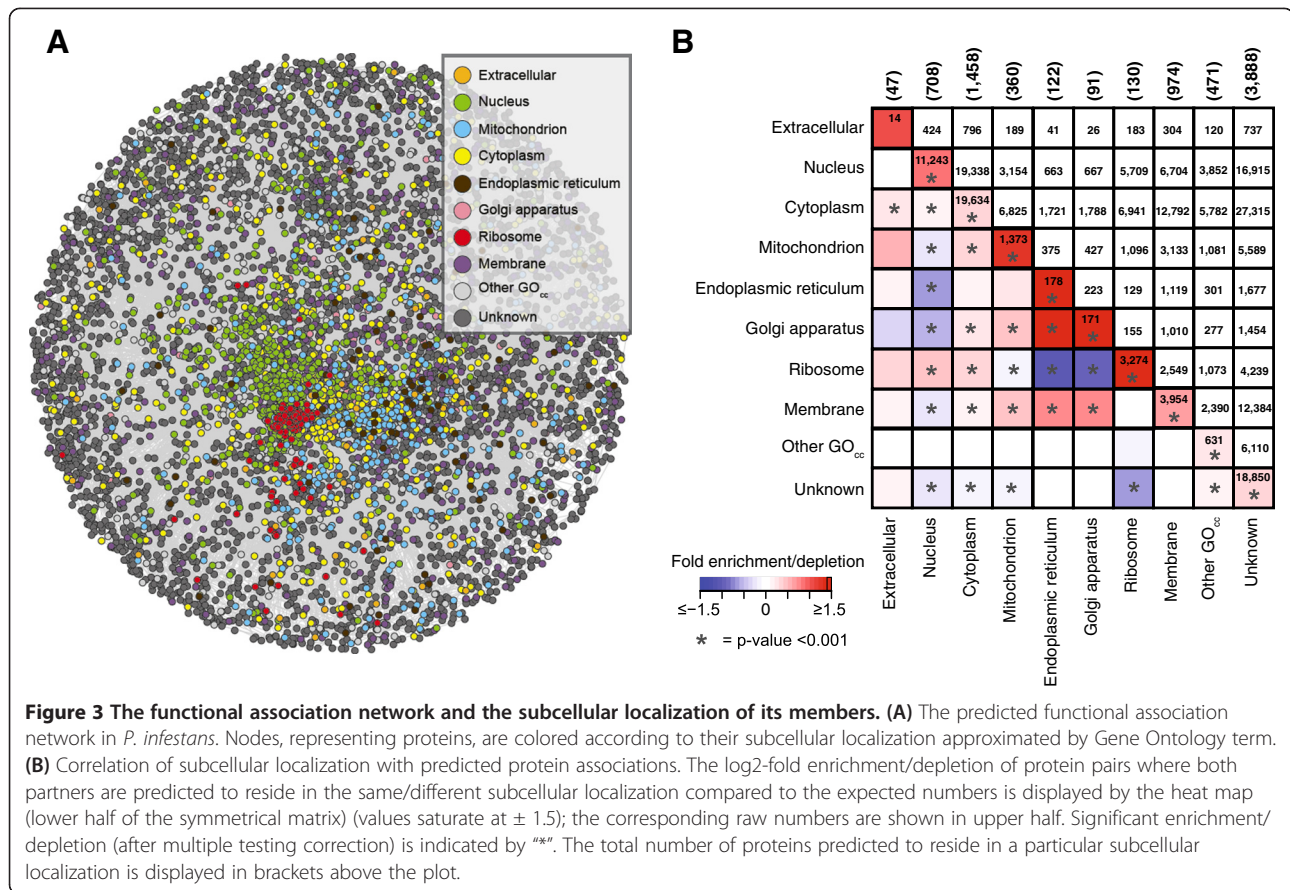 A
Extracellular
Nucleus
Mitochondrion
Cytoplasm
Endoplasmic reticulum
Golgi apparatus
Ribosome
Membrane
Other GOcc
Unknown
B
(47) (708) (1,458) (360) (122) (91) (130) (974) (471) (3,888)
Extracellular 14 424 796 189 41 26 183 304 120 737
Nucleus 11,243 * 19,338 3,154 663 667 5,709 6,704 3,852 16,915
Cytoplasm * * 19,634 * 6,825 1,721 1,788 6,941 12,792 5,782 27,315
Mitochondrion * * 1,373 * 375 427 1,096 3,133 1,081 5,589
Endoplasmic reticulum * 178 * 223 129 1,119 301 1,677
Golgi apparatus * * * * 171 * 155 1,010 277 1,454
Ribosome * * * * * 3,274 * 2,549 1,073 4,239
Membrane * * * * * 3,954 * 2,390 12,384
Other GOcc 631 * 6,110
Unknown * * * * * 18,850 *
Extracellular Nucleus Cytoplasm Mitochondrion Endoplasmic reticulum Golgi apparatus Ribosome Membrane Other GOcc Unknown
Fold enrichment/depletion
≤−1.5 0 ≥1.5
* = p-value <0.001
Figure 3 The functional association network and the subcellular localization of its members. (A) The predicted functional association
network in P. infestans. Nodes, representing proteins, are colored according to their subcellular localization approximated by Gene Ontology term.
(B) Correlation of subcellular localization with predicted protein associations. The log2-fold enrichment/depletion of protein pairs where both
partners are predicted to reside in the same/different subcellular localization compared to the expected numbers is displayed by the heat map
(lower half of the symmetrical matrix) (values saturate at ± 1.5); the corresponding raw numbers are shown in upper half. Significant enrichment/
depletion (after multiple testing correction) is indicated by “*”. The total number of proteins predicted to reside in a particular subcellular
localization is displayed in brackets above the plot.